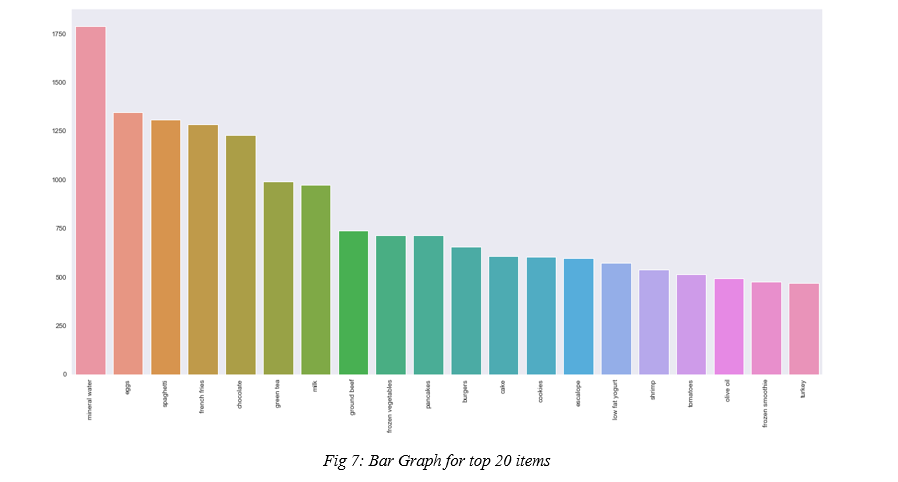 1750
1500
1250
1000
750
500
250
0
mineral water
eggs
spaghetti
french fries
chocolate
green tea
milk
ground beef
frozen vegetables
pancakes
burgers
cake
cookies
escalope
low fat yogurt
shrimp
tomatoes
olive oil
frozen smoothie
turkey
Fig 7: Bar Graph for top 20 items